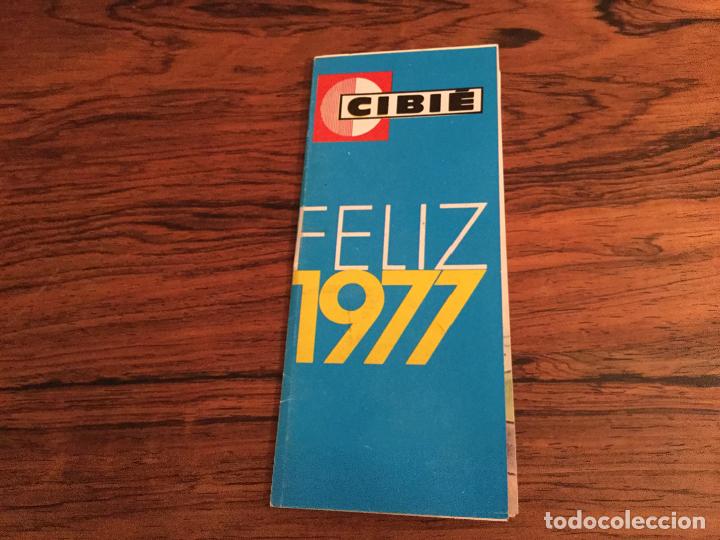 CIBIÉ
FELIZ
1977
todocoleccion